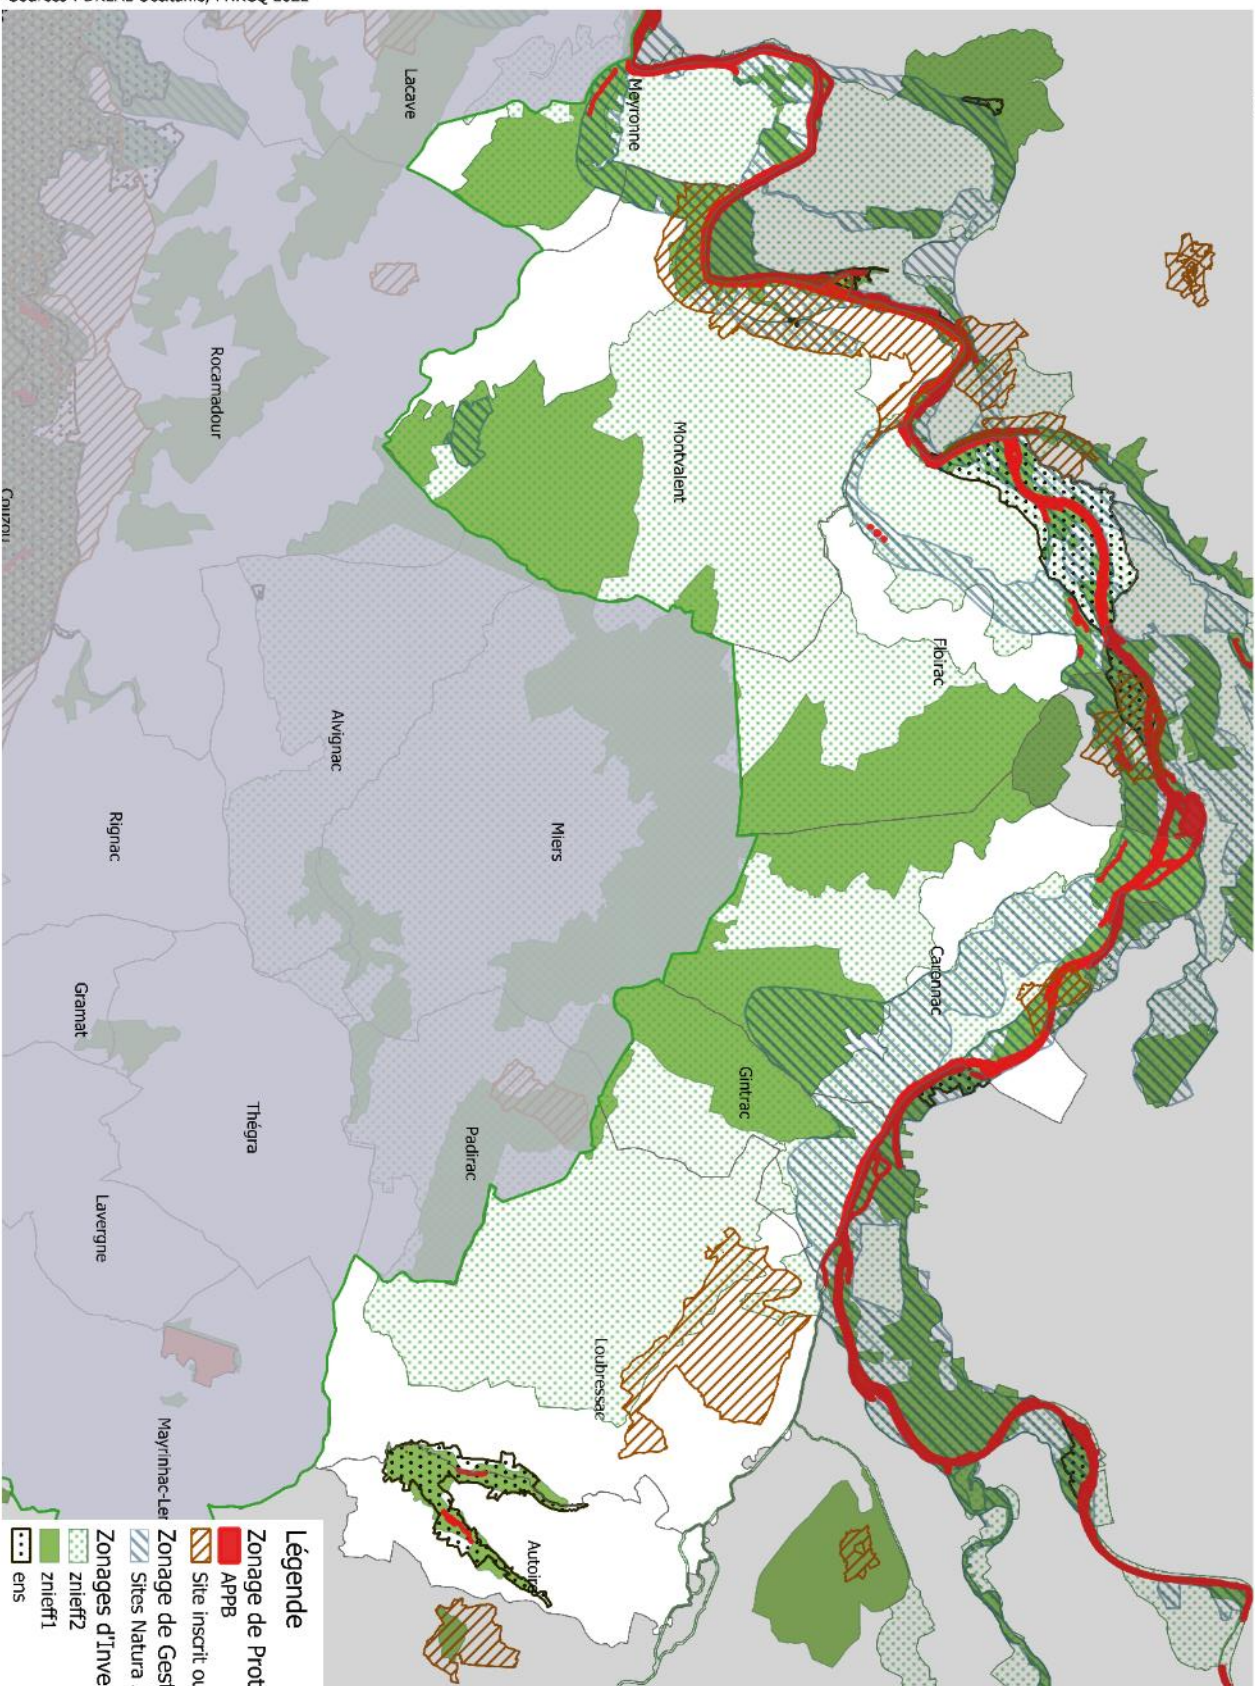 Lacave
Meyronne
Rocamadour
Montvalent
Floirac
Alvignac
Rignac
Miers
Carennac
Gramat
Gintrac
Thégra
Padirac
Lavergne
Loubressac
Mayrinhac-Len
Autoire
Légende
Zonage de Prot
APPB
Site inscrit ou
Zonage de Gest
Sites Natura
Zonages d'Inve
znieff2
znieff1
ens